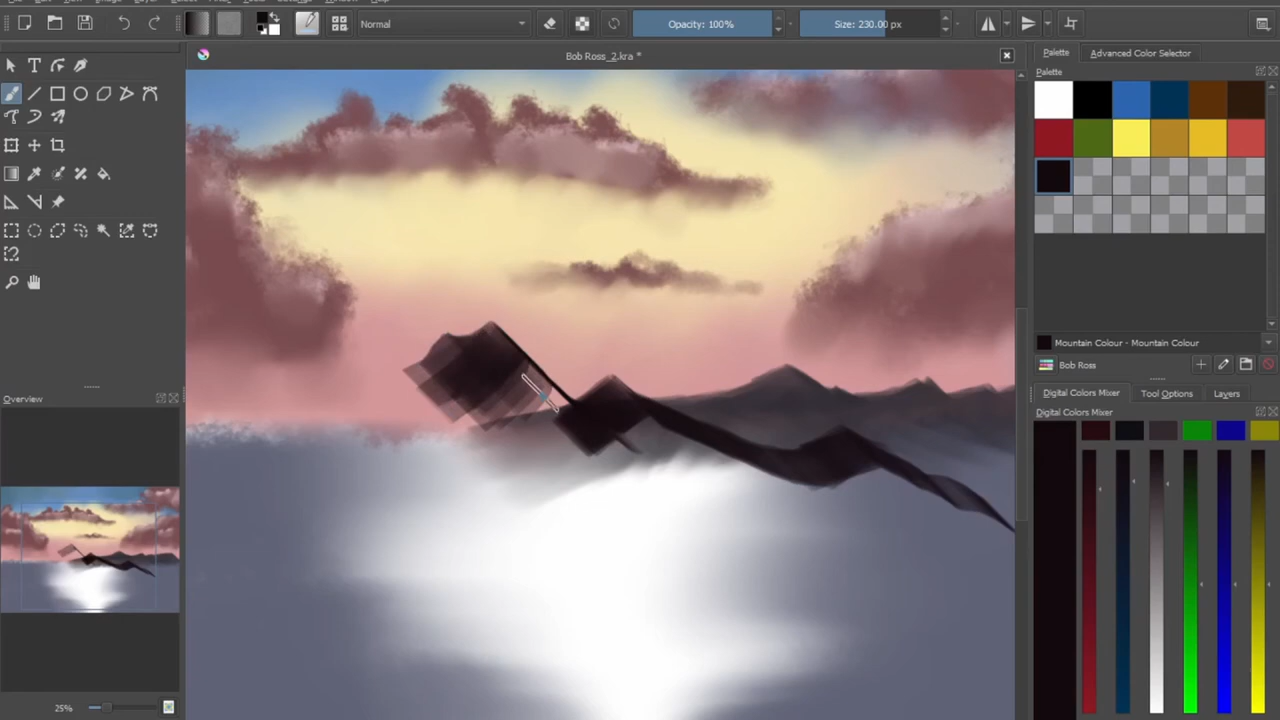 Normal
Opacity: 100%
Size: 230.00 px
Bob Ross_2.kra *
Palette
Advanced Color Selector
Palette
Mountain Colour - Mountain Colour
Bob Ross
Digital Colors Mixer
Tool Options
Layers
Digital Colors Mixer
Overview
25%